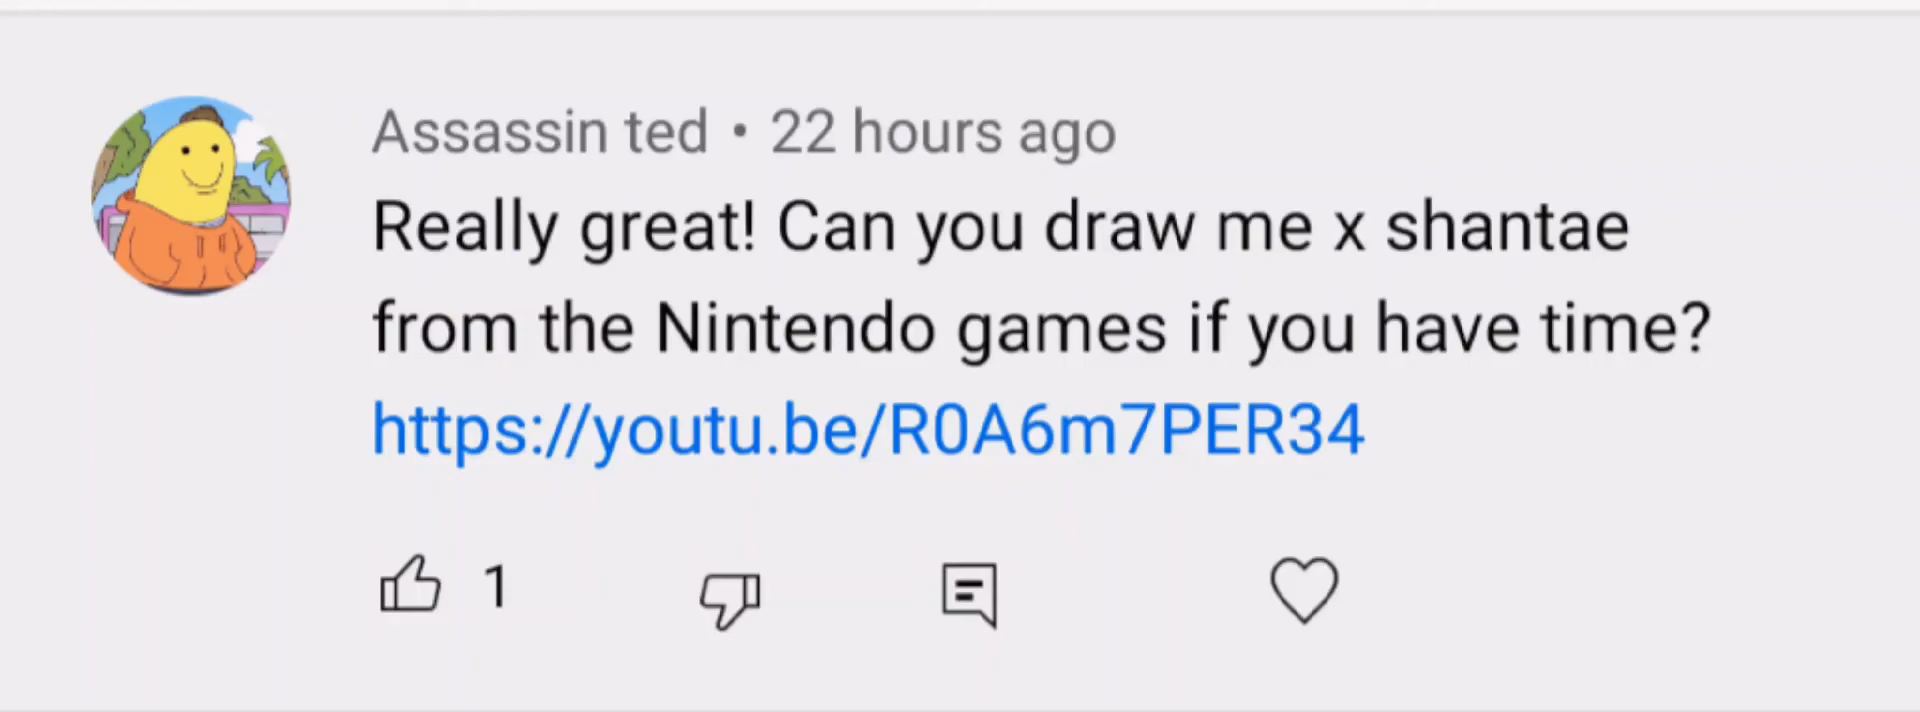 Assassin ted • 22 hours ago
Really great! Can you draw me x shantae
from the Nintendo games if you have time?
https://youtu.be/R0A6m7PER34
1